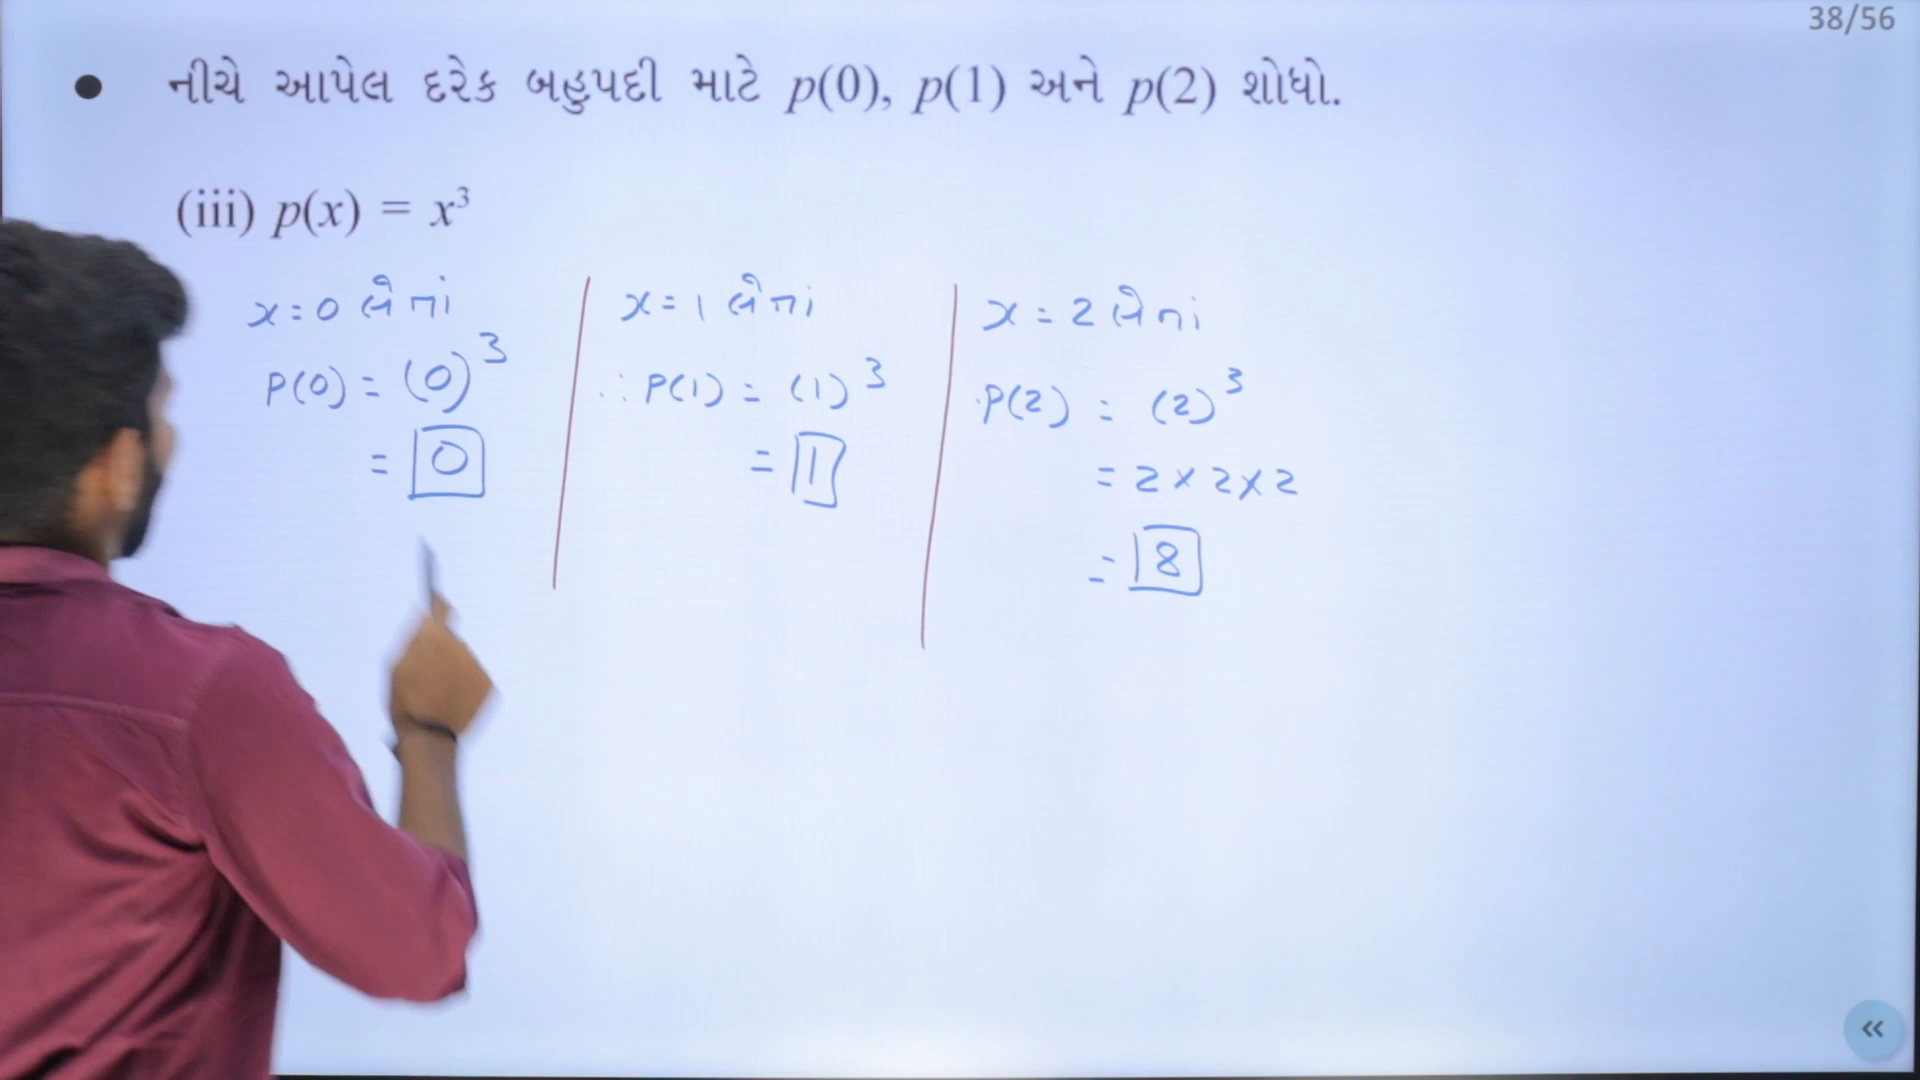 38/56
● નીચે આપેલ દરેક બહુપદી માટે p(0), p(1) અને p(2) શોધો.
(iii) p(x) = x³
x = 0 લેતાં
P(0) = (0)³
= 0
x = 1 લેતાં
∴ P(1) = (1)³
= 1
x = 2 લેતાં
P(2) = (2)³
= 2 × 2 × 2
= 8
«